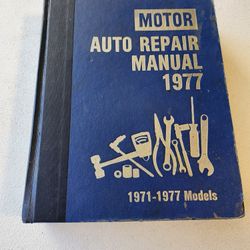 MOTOR
AUTO REPAIR
MANUAL
1977
1971-1977 Models